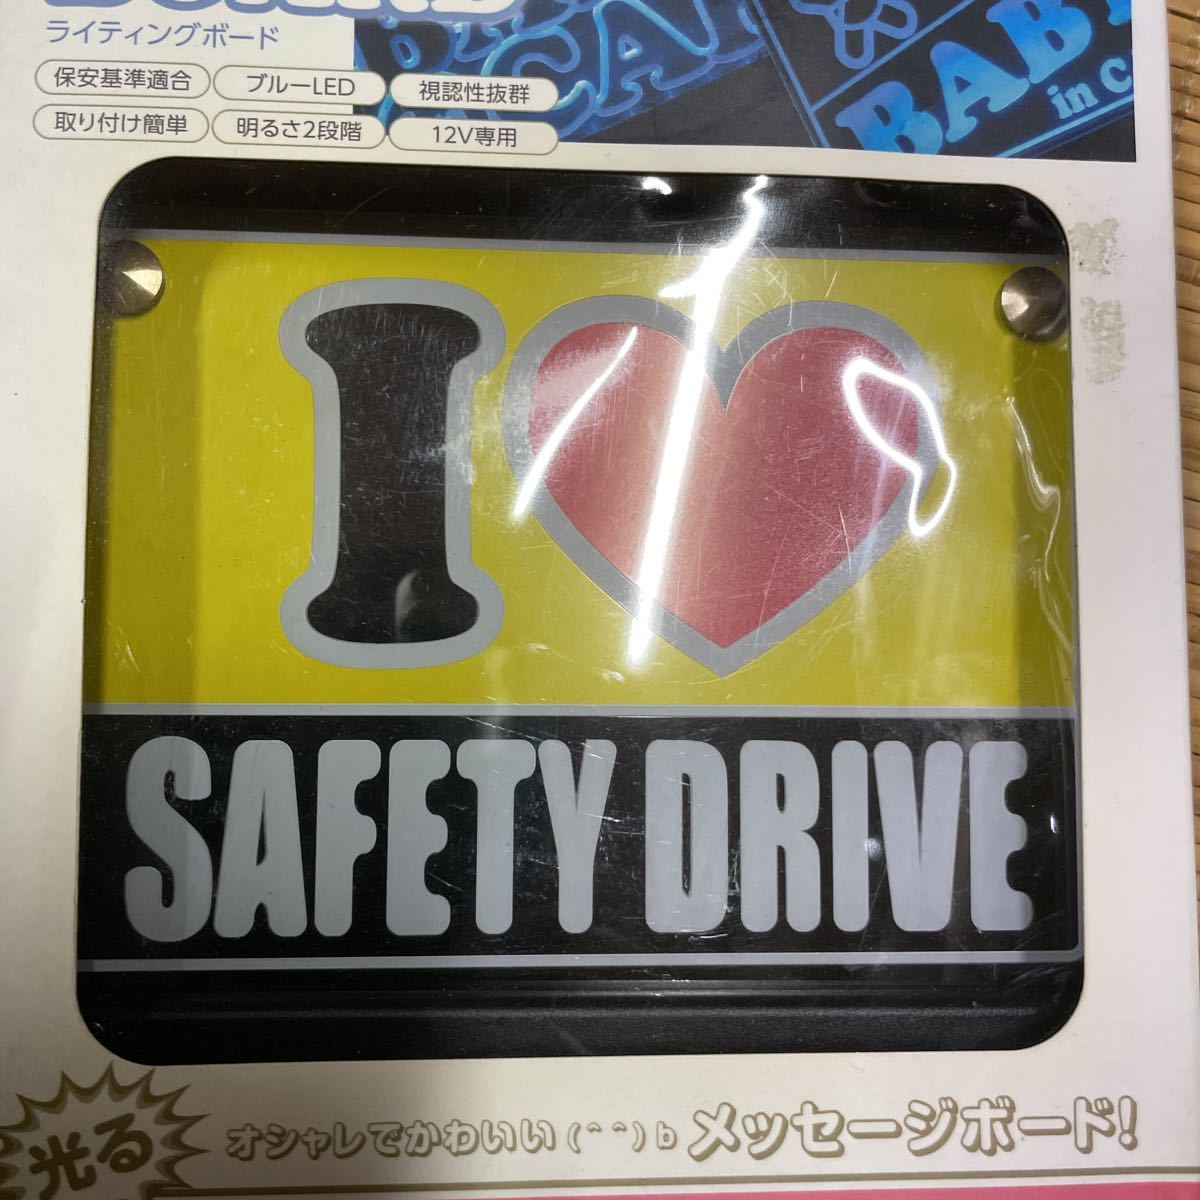 ライティングボード
保安基準適合 ブルーLED 視認性抜群
取り付け簡単 明るさ2段階 12V専用
BABY
in c
I
SAFETY DRIVE
光る
オシャレでかわいい(^^)b メッセージボード!